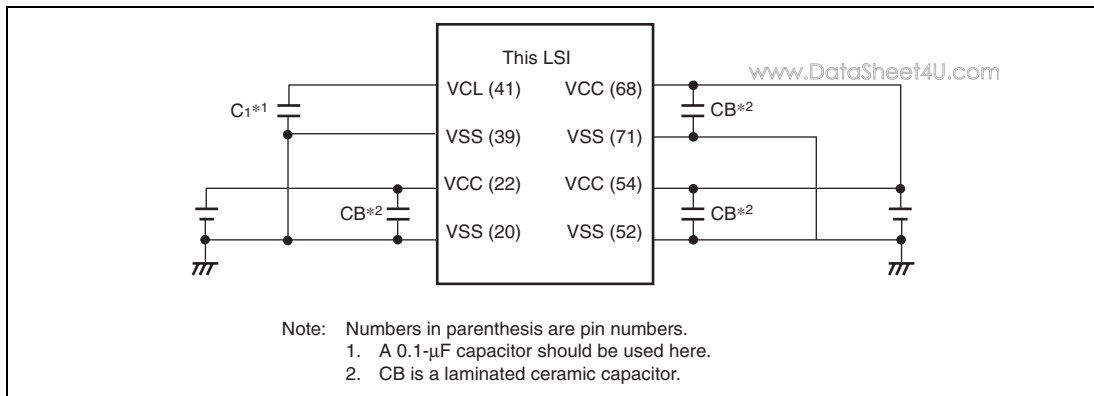 This LSI
www.DataSheet4U.com
VCL (41) VCC (68)
C1*1 CB*2
VSS (39) VSS (71)
VCC (22) VCC (54)
CB*2 CB*2
VSS (20) VSS (52)
Note: Numbers in parenthesis are pin numbers.
1. A 0.1-μF capacitor should be used here.
2. CB is a laminated ceramic capacitor.